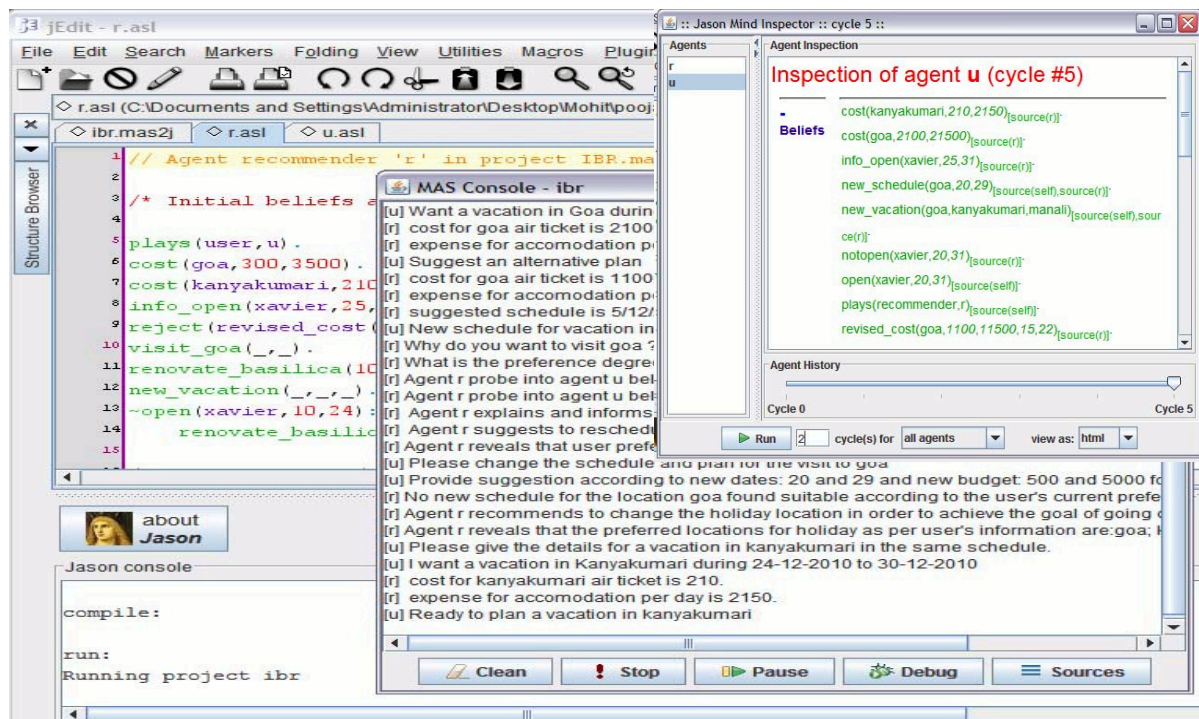 jEdit - r.asl
File Edit Search Markers Folding View Utilities Macros
r.asl (C:\Documents and Settings\Administrator\Desktop\Mohit\pooj
ibr.mas2j r.asl u.asl
Structure Browser
1 // Agent recommender 'r' in project IBR.ma
2
3 /* Initial beliefs a
4
5 plays(user,u).
6 cost(goa,300,3500).
7 cost(kanyakumari,210
8 info_open(xavier,25,
9 reject(revised_cost(
10 visit_goa(_,_).
11 renovate_basilica(10
12 new_vacation(_,_,_).
13 ~open(xavier,10,24):
14 renovate_basilic
15
about
Jason
Jason console
compile:
run:
Running project ibr
MAS Console - ibr
[u] Want a vacation in Goa durin
[r] cost for goa air ticket is 2100
[r] expense for accomodation p
[u] Suggest an alternative plan
[r] cost for goa air ticket is 1100
[r] expense for accomodation p
[r] suggested schedule is 5/12/
[u] New schedule for vacation in
[r] Why do you want to visit goa ?
[r] What is the preference degre
[r] Agent r probe into agent u bel
[r] Agent r probe into agent u bel
[r] Agent r explains and informs
[r] Agent r suggests to reschedu
[r] Agent r reveals that user prefe
[u] Please change the schedule and plan for the visit to goa
[u] Provide suggestion according to new dates: 20 and 29 and new budget: 500 and 5000 fo
[r] No new schedule for the location goa found suitable according to the user's current prefe
[r] Agent r recommends to change the holiday location in order to achieve the goal of going
[r] Agent r reveals that the preferred locations for holiday as per user's information are:goa;
[u] Please give the details for a vacation in kanyakumari in the same schedule.
[u] I want a vacation in Kanyakumari during 24-12-2010 to 30-12-2010
[r] cost for kanyakumari air ticket is 210.
[r] expense for accomodation per day is 2150.
[u] Ready to plan a vacation in kanyakumari
Clean Stop Pause Debug Sources
:: Jason Mind Inspector :: cycle 5 ::
Agents
r
u
Agent Inspection
Inspection of agent u (cycle #5)
- Beliefs
cost(kanyakumari,210,2150)[source(r)].
cost(goa,2100,21500)[source(r)].
info_open(xavier,25,31)[source(r)].
new_schedule(goa,20,29)[source(self),source(r)].
new_vacation(goa,kanyakumari,manali)[source(self),sour
ce(r)].
notopen(xavier,20,31)[source(r)].
open(xavier,20,31)[source(self)].
plays(recommender,r)[source(self)].
revised_cost(goa,1100,11500,15,22)[source(r)].
Agent History
Cycle 0 Cycle 5
Run 2 cycle(s) for all agents view as: html